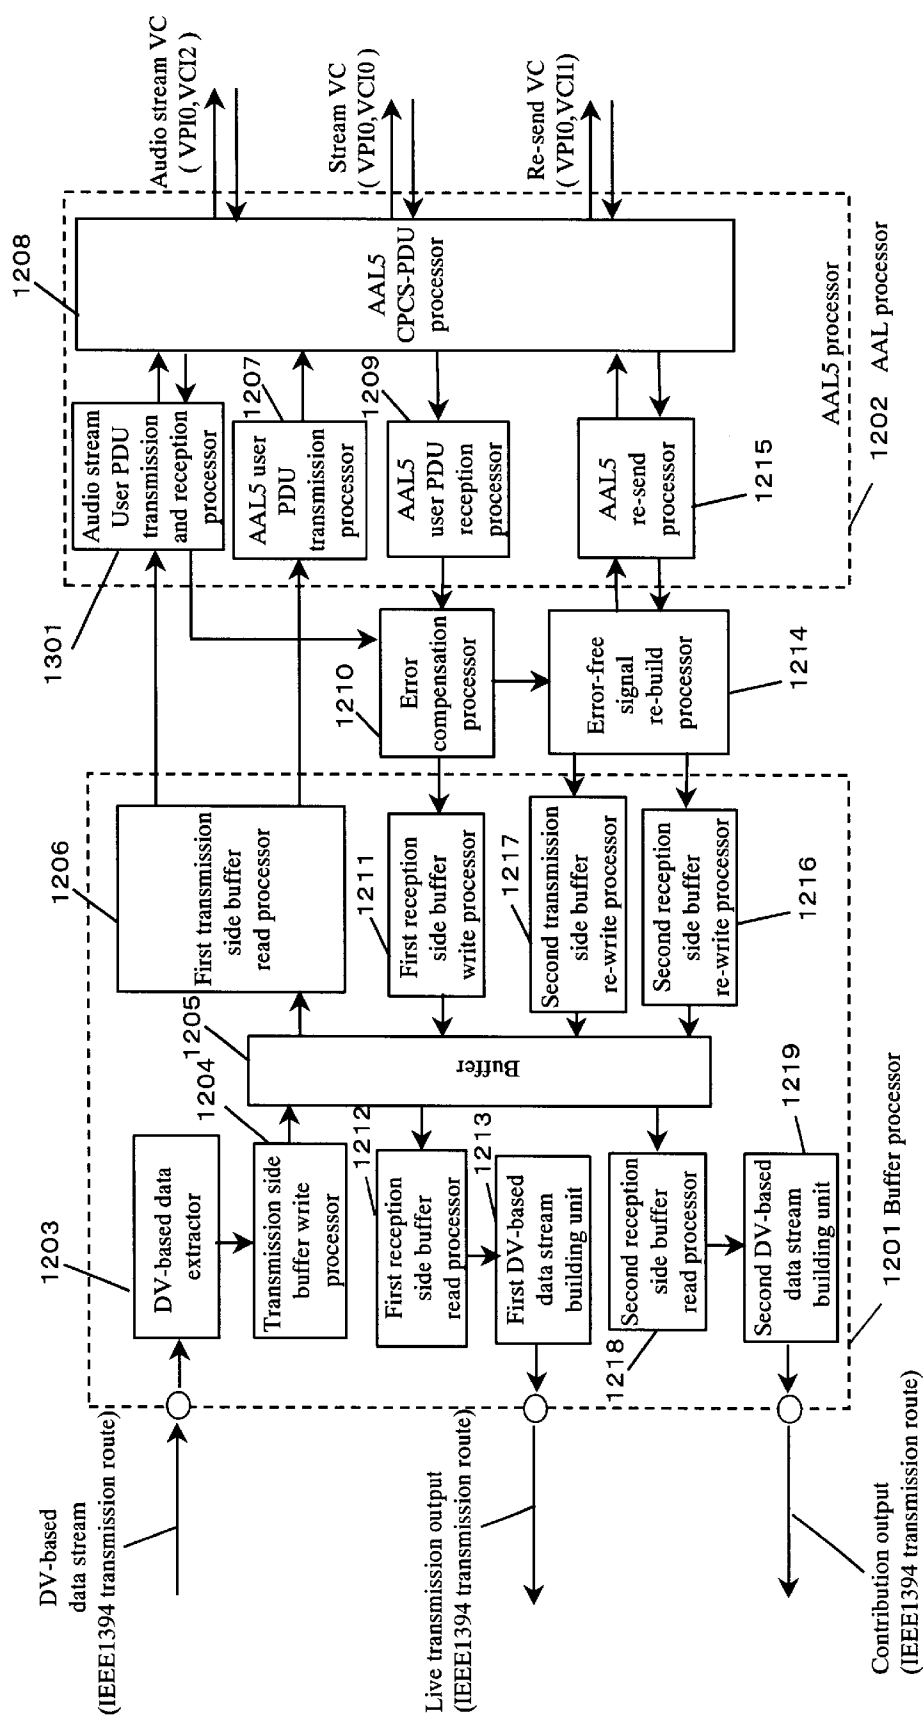 DV-based
data stream
(IEEE1394 transmission route)
Live transmission output
(IEEE1394 transmission route)
Contribution output
(IEEE1394 transmission route)
1203
DV-based data
extractor
1204
Transmission side
buffer write
processor
1212
First reception
side buffer
read processor
1213
First DV-based
data stream
building unit
1218
Second reception
side buffer
read processor
1219
Second DV-based
data stream
building unit
1201 Buffer processor
1205
Buffer
1206
First transmission
side buffer
read processor
1211
First reception
side buffer
write processor
1217
Second transmission
side buffer
re-write processor
1216
Second reception
side buffer
re-write processor
1210
Error
compensation
processor
1214
Error-free
signal
re-build
processor
1301
Audio stream
User PDU
transmission
and reception
processor
1207
AAL5 user
PDU
transmission
processor
1209
AAL5
user PDU
reception
processor
1215
AAL5
re-send
processor
1208
AAL5
CPCS-PDU
processor
AAL5 processor
1202 AAL processor
Audio stream VC
( VPI0,VCI2 )
Stream VC
( VPI0,VCI0 )
Re-send VC
(VPI0,VCI1)